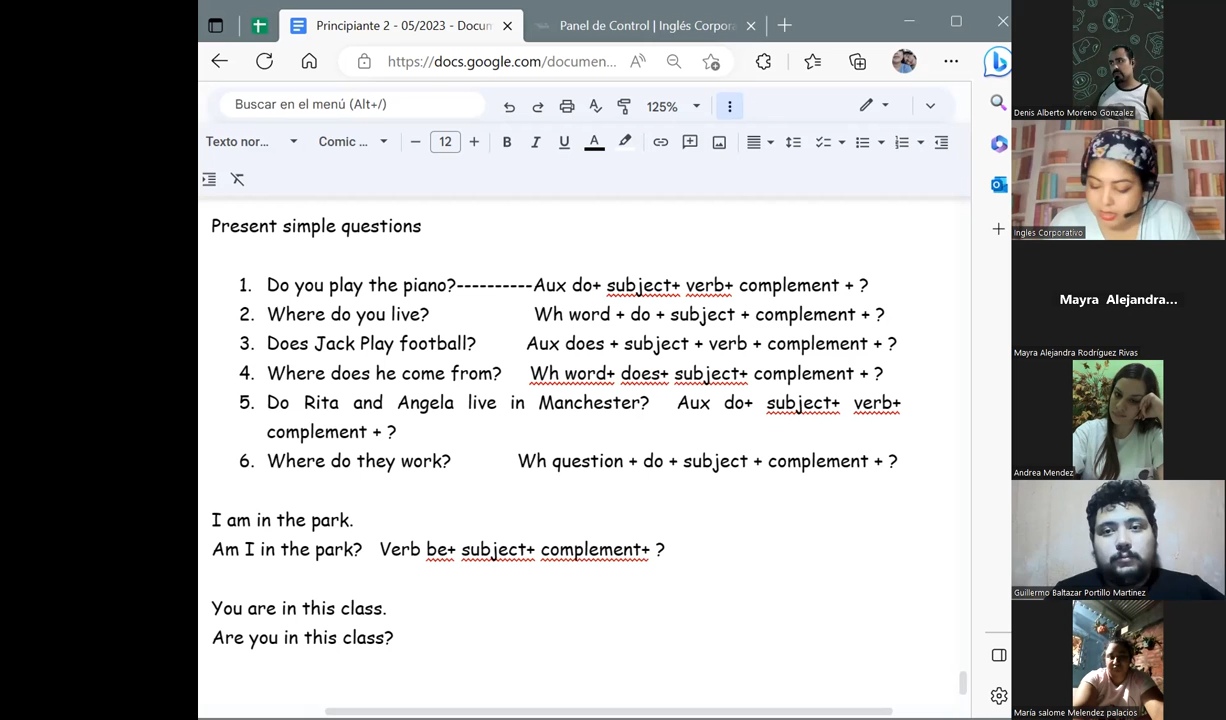 Principiante 2 - 05/2023 - Docun
Panel de Control | Inglés Corpora
https://docs.google.com/documen...
Buscar en el menú (Alt+/)
125%
Texto nor...
Comic ...
12
B I U A
Present simple questions
1. Do you play the piano?----------Aux do+ subject+ verb+ complement + ?
2. Where do you live? Wh word + do + subject + complement + ?
3. Does Jack Play football? Aux does + subject + verb + complement + ?
4. Where does he come from? Wh word+ does+ subject+ complement + ?
5. Do Rita and Angela live in Manchester? Aux do+ subject+ verb+
complement + ?
6. Where do they work? Wh question + do + subject + complement + ?
I am in the park.
Am I in the park? Verb be+ subject+ complement+ ?
You are in this class.
Are you in this class?
Denis Alberto Moreno Gonzalez
Ingles Corporativo
Mayra Alejandra...
Mayra Alejandra Rodríguez Rivas
Andrea Mendez
Guillermo Baltazar Portillo Martinez
María salome Melendez palacios